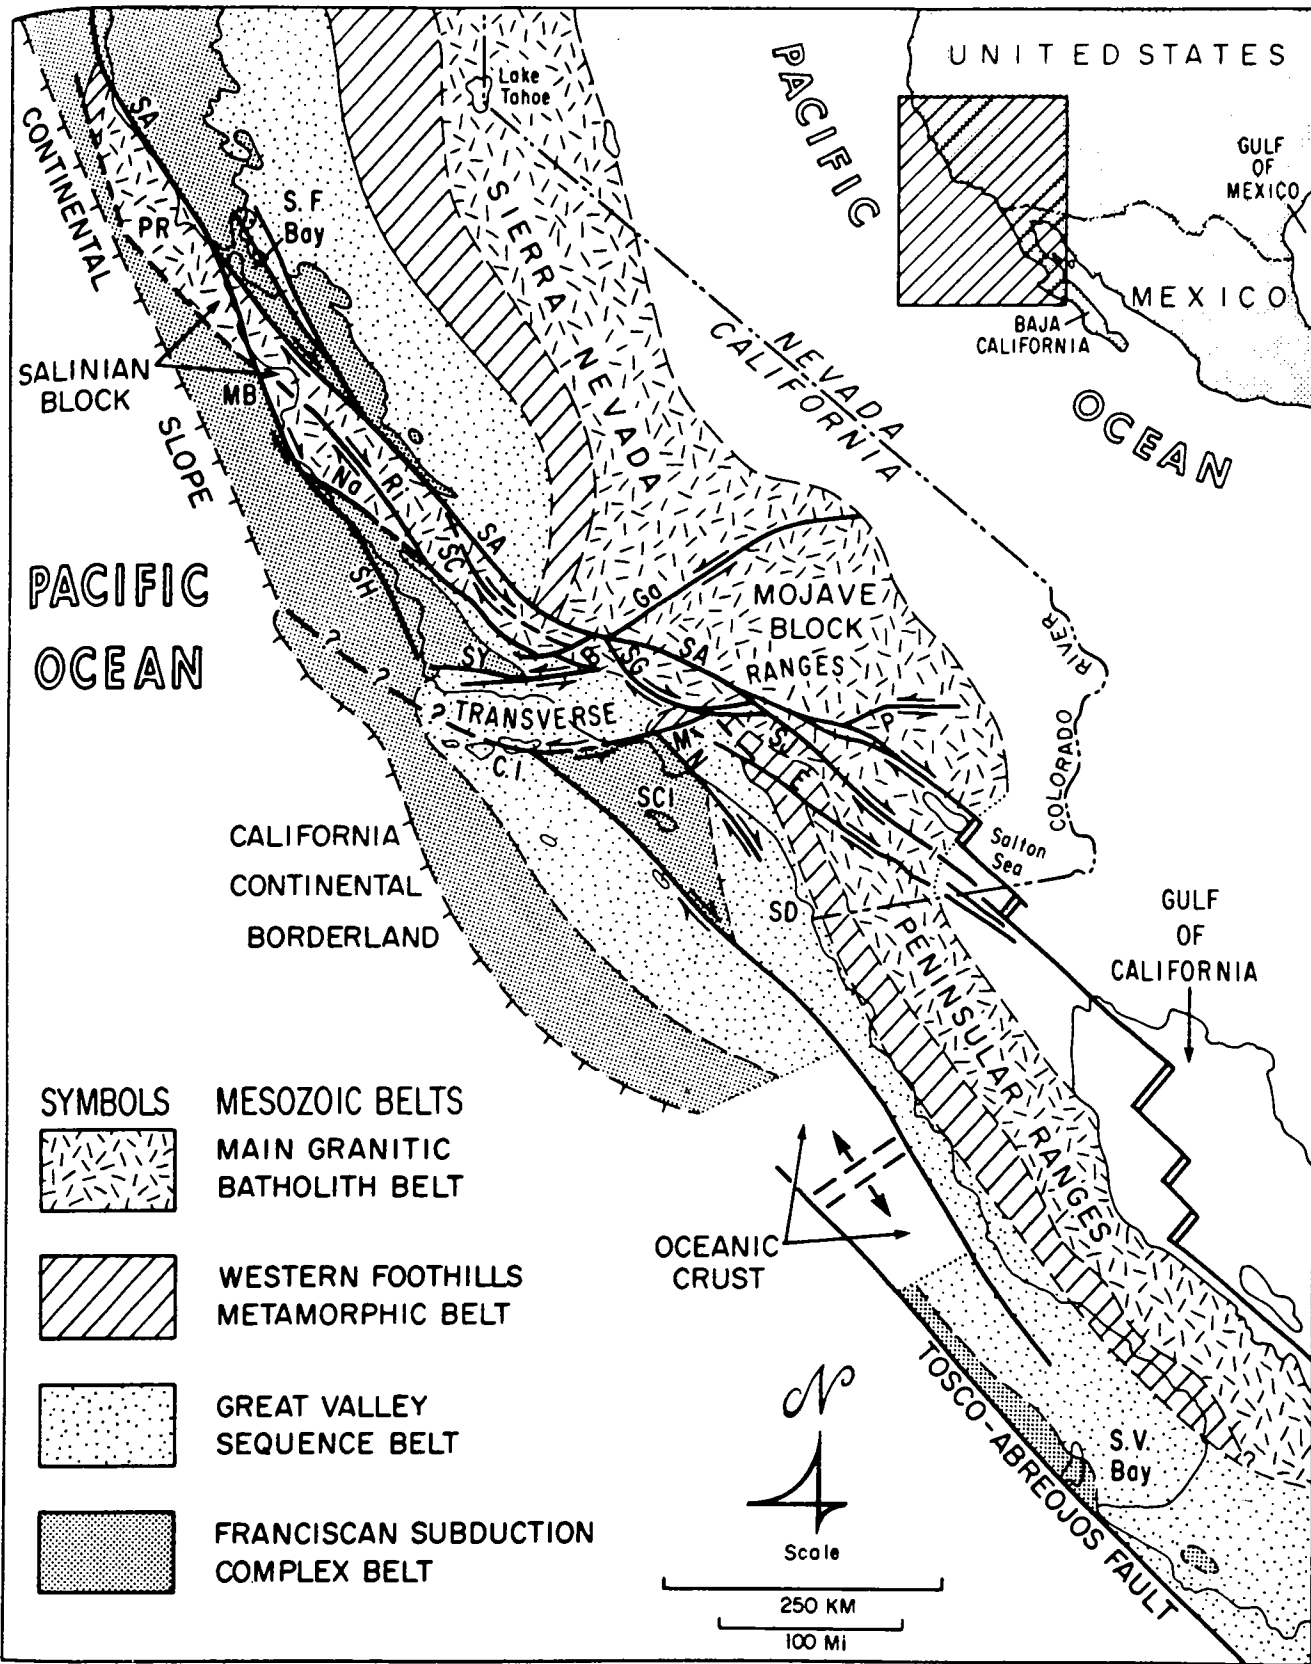 UNITED STATES
GULF
OF
MEXICO
MEXICO
BAJA
CALIFORNIA
PACIFIC
OCEAN
Lake
Tahoe
SA
CONTINENTAL
SLOPE
PR
S.F.
Bay
SIERRA NEVADA
NEVADA
CALIFORNIA
SALINIAN
BLOCK
MB
Na
Ri
SA
SC
SH
PACIFIC
OCEAN
Ga
MOJAVE
BLOCK
RANGES
COLORADO RIVER
SY
B
SG
SA
?
?
?
TRANSVERSE
P
C.I.
M
N
SJ
E
SCI
CALIFORNIA
CONTINENTAL
BORDERLAND
Salton
Sea
SD
PENINSULAR RANGES
GULF
OF
CALIFORNIA
SYMBOLS MESOZOIC BELTS
MAIN GRANITIC
BATHOLITH BELT
WESTERN FOOTHILLS
METAMORPHIC BELT
GREAT VALLEY
SEQUENCE BELT
FRANCISCAN SUBDUCTION
COMPLEX BELT
OCEANIC
CRUST
TOSCO-ABREOJOS FAULT
S.V.
Bay
?
N
Scale
250 KM
100 Mi